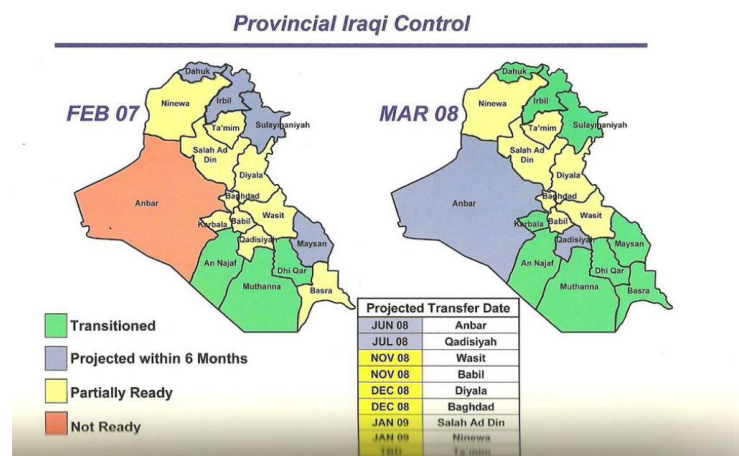 Provincial Iraqi Control
FEB 07
Dahuk
Ninewa
Irbil
Sulaymaniyah
Ta'mim
Salah Ad
Din
Diyala
Anbar
Baghdad
Karbala
Babil
Wasit
Qadisiyah
Maysan
An Najaf
Dhi Qar
Muthanna
Basra
MAR 08
Dahuk
Ninewa
Irbil
Sulaymaniyah
Ta'mim
Salah Ad
Din
Diyala
Anbar
Baghdad
Karbala
Babil
Wasit
Qadisiyah
Maysan
An Najaf
Dhi Qar
Muthanna
Basra
Transitioned
Projected within 6 Months
Partially Ready
Not Ready
Projected Transfer Date
JUN 08 Anbar
JUL 08 Qadisiyah
NOV 08 Wasit
NOV 08 Babil
DEC 08 Diyala
DEC 08 Baghdad
JAN 09 Salah Ad Din
JAN 09 Ninewa
TBD Ta'mim